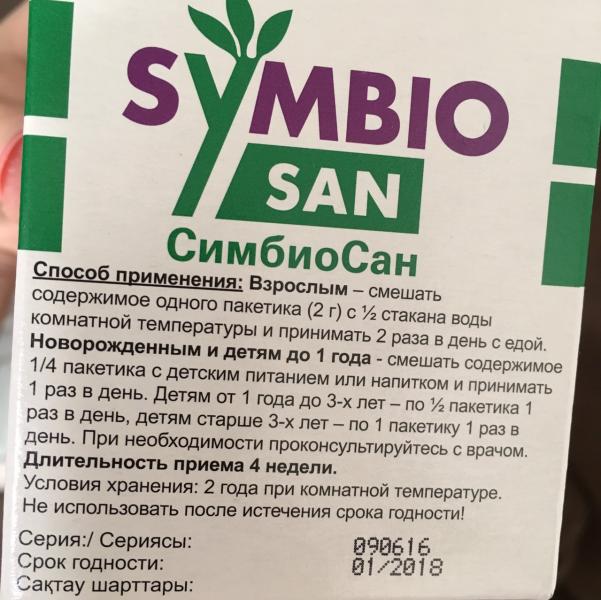 SYMBIO
SAN
СимбиоСан
Способ применения: Взрослым – смешать
содержимое одного пакетика (2 г) с ½ стакана воды
комнатной температуры и принимать 2 раза в день с едой.
Новорожденным и детям до 1 года - смешать содержимое
1/4 пакетика с детским питанием или напитком и принимать
1 раз в день. Детям от 1 года до 3-х лет – по ½ пакетика 1
раз в день, детям старше 3-х лет – по 1 пакетику 1 раз в
день. При необходимости проконсультируйтесь с врачом.
Длительность приема 4 недели.
Условия хранения: 2 года при комнатной температуре.
Не использовать после истечения срока годности!
Серия:/ Сериясы: 090616
Срок годности: 01/2018
Сақтау шарттары: